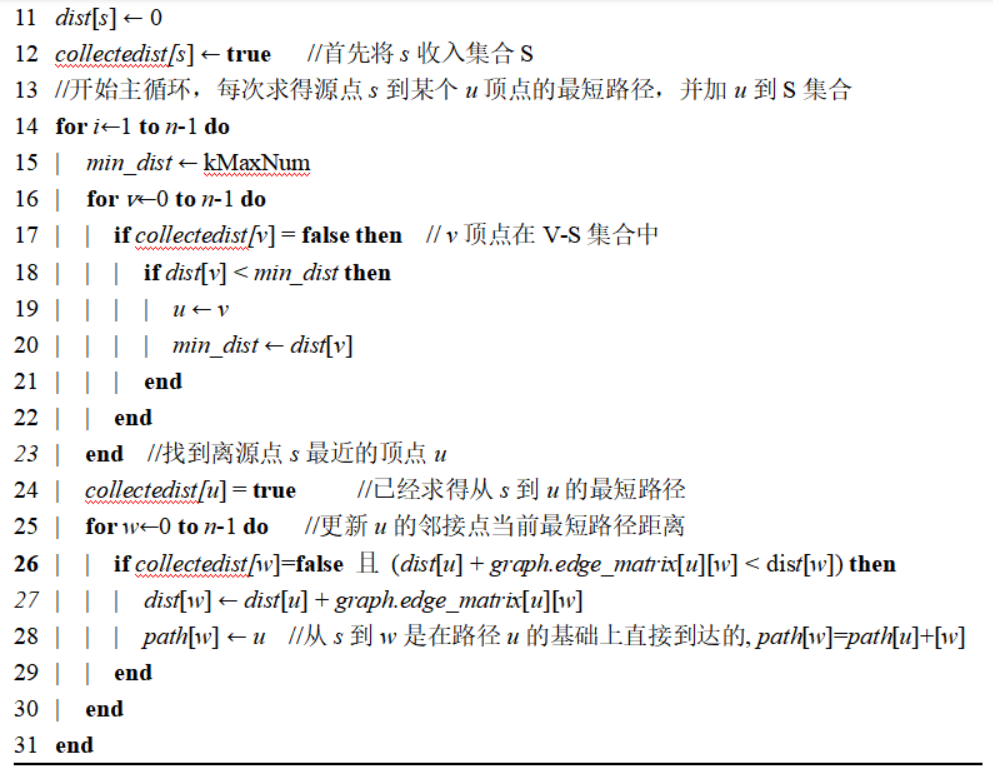 11 dist[s] ← 0
12 collectedist[s] ← true //首先将 s 收入集合 S
13 //开始主循环，每次求得源点 s 到某个 u 顶点的最短路径，并加 u 到 S 集合
14 for i←1 to n-1 do
15 | min_dist ← kMaxNum
16 | for v←0 to n-1 do
17 | | if collectedist[v] = false then // v 顶点在 V-S 集合中
18 | | | if dist[v] < min_dist then
19 | | | | u ← v
20 | | | | min_dist ← dist[v]
21 | | | end
22 | | end
23 | end //找到离源点 s 最近的顶点 u
24 | collectedist[u] = true //已经求得从 s 到 u 的最短路径
25 | for w←0 to n-1 do //更新 u 的邻接点当前最短路径距离
26 | | if collectedist[w]=false 且 (dist[u] + graph.edge_matrix[u][w] < dist[w]) then
27 | | | dist[w] ← dist[u] + graph.edge_matrix[u][w]
28 | | | path[w] ← u //从 s 到 w 是在路径 u 的基础上直接到达的, path[w]=path[u]+[w]
29 | | end
30 | end
31 end